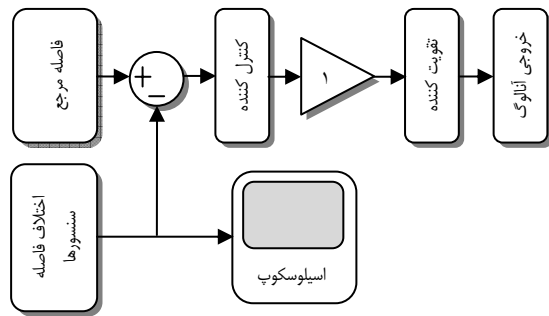 فاصله مرجع
+
−
کنترل کننده
۱
تقویت کننده
خروجی آنالوگ
اختلاف فاصله
سنسورها
اسیلوسکوپ